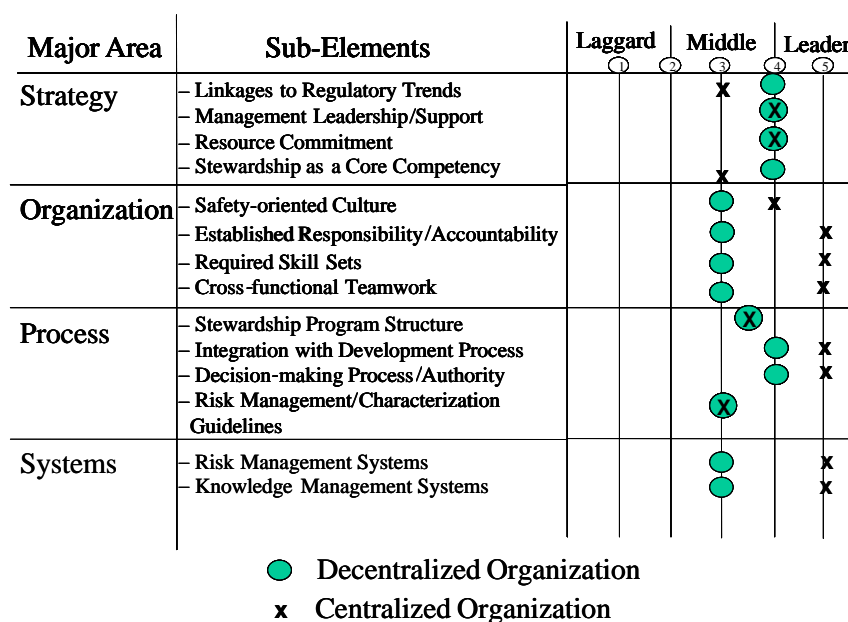 Major Area Sub-Elements Laggard Middle Leader
1 2 3 4 5
Strategy
– Linkages to Regulatory Trends x
– Management Leadership/Support X
– Resource Commitment X
– Stewardship as a Core Competency x
Organization
– Safety-oriented Culture x
– Established Responsibility/Accountability x
– Required Skill Sets x
– Cross-functional Teamwork x
Process
– Stewardship Program Structure X
– Integration with Development Process x
– Decision-making Process/Authority x
– Risk Management/Characterization X
Guidelines
Systems
– Risk Management Systems x
– Knowledge Management Systems x
Decentralized Organization
x Centralized Organization